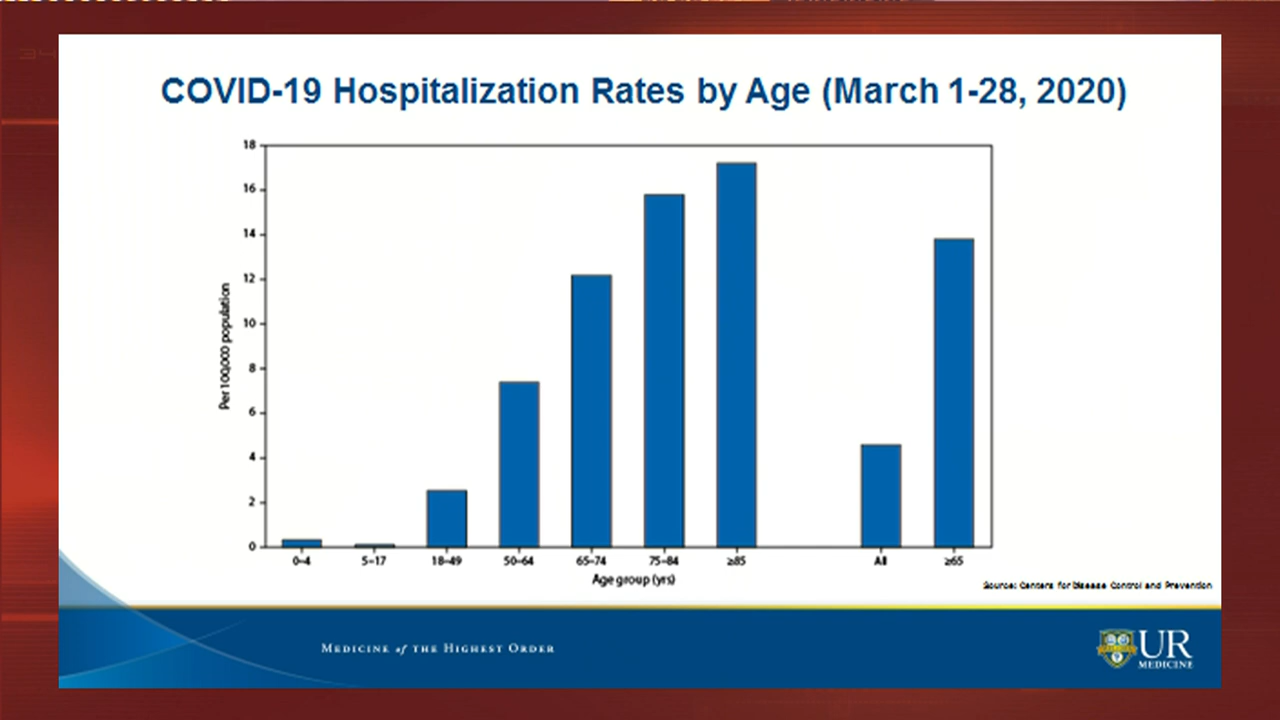 COVID-19 Hospitalization Rates by Age (March 1-28, 2020)
18
16
14
12
10
8
6
4
2
0
Per 100,000 population
0–4
5–17
18–49
50–64
65–74
75–84
≥85
All
≥65
Age group (yrs)
Source: Centers for Disease Control and Prevention
MEDICINE of THE HIGHEST ORDER
UR
MEDICINE